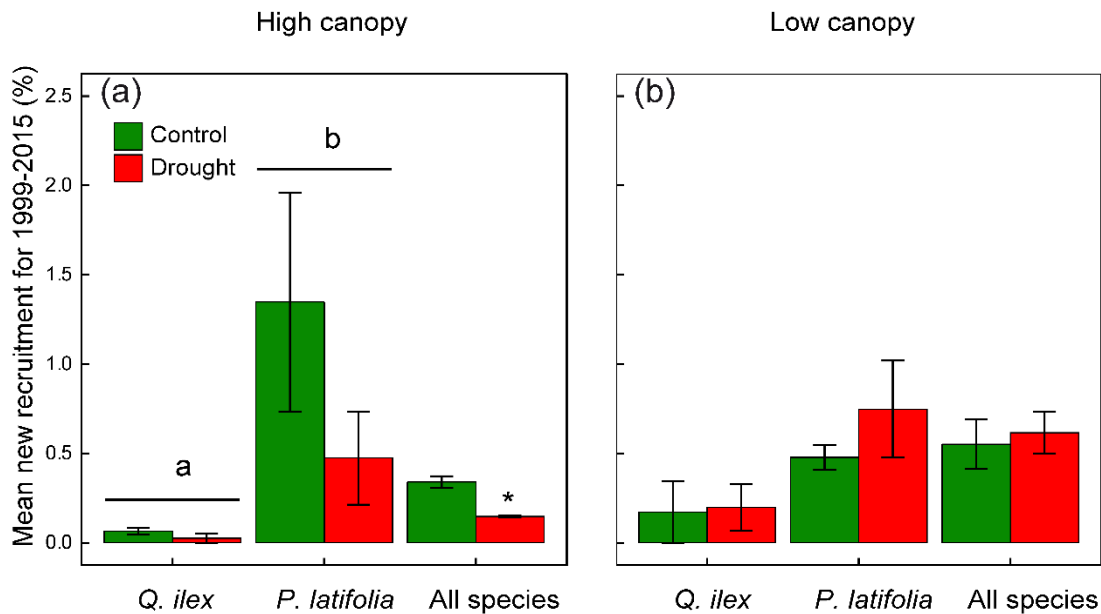 High canopy
Low canopy
Mean new recruitment for 1999-2015 (%)
2.5
2.0
1.5
1.0
0.5
0.0
(a)
Control
Drought
b
a
*
Q. ilex
P. latifolia
All species
(b)
Q. ilex
P. latifolia
All species